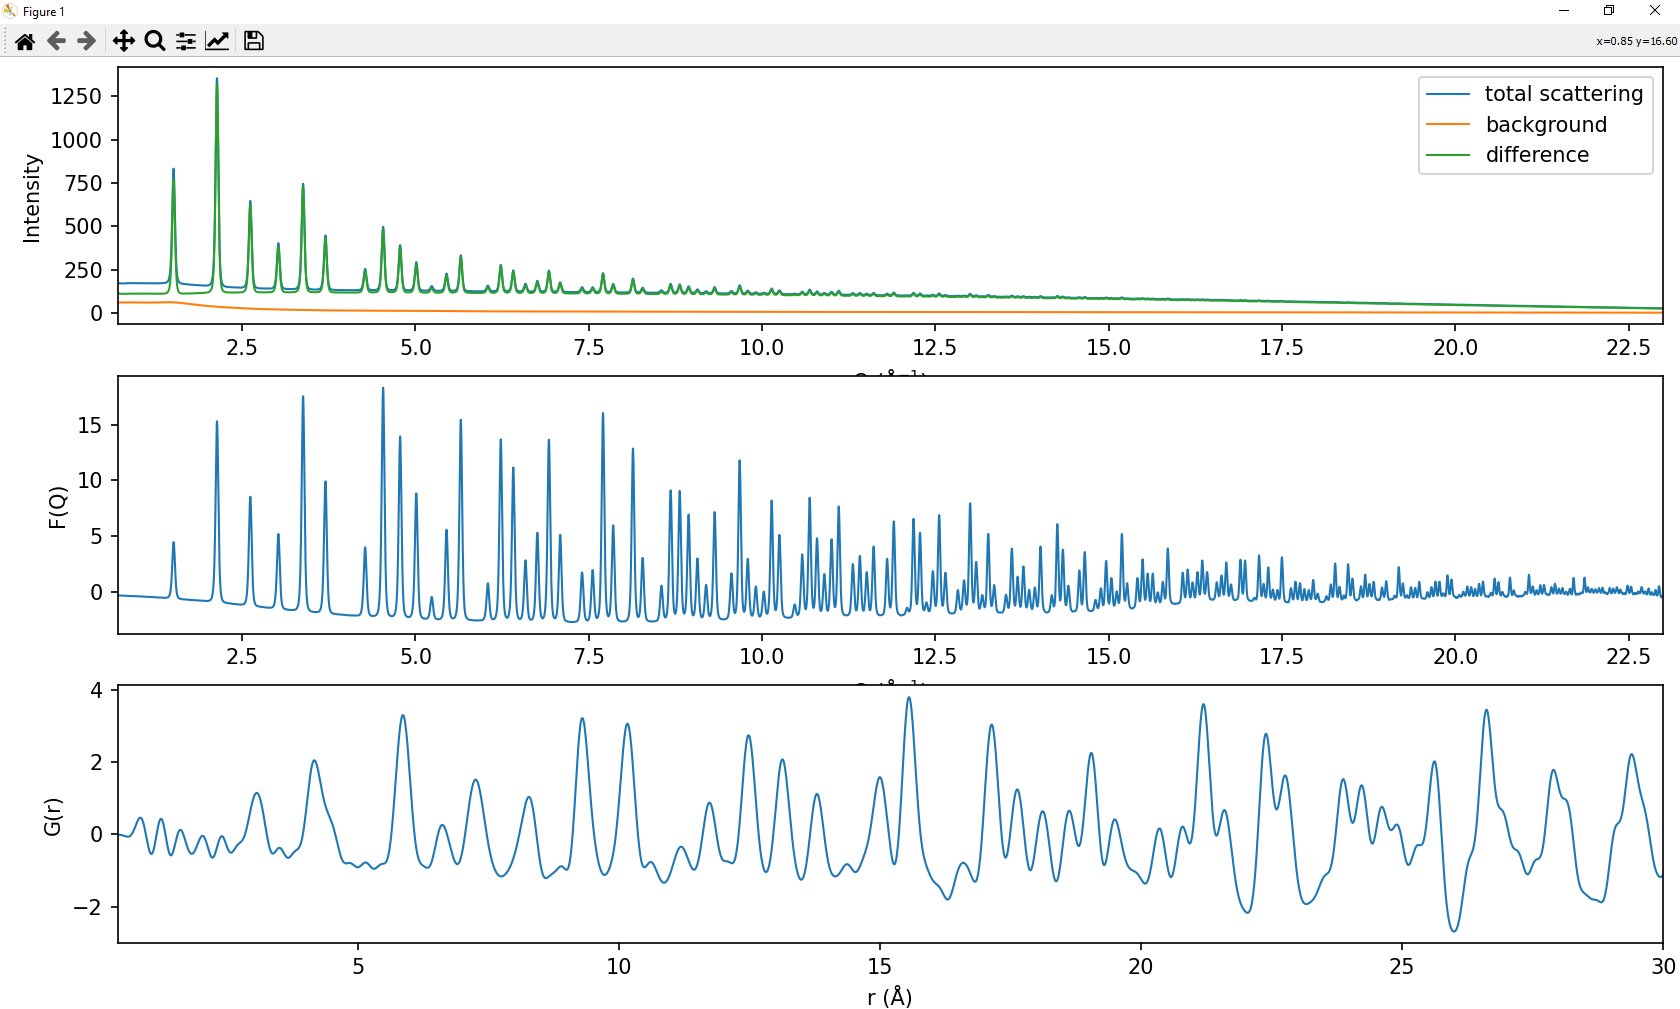 Figure 1
x=0.85 y=16.60
1250
1000
750
500
250
0
Intensity
total scattering
background
difference
2.5 5.0 7.5 10.0 12.5 15.0 17.5 20.0 22.5
15
10
5
0
F(Q)
2.5 5.0 7.5 10.0 12.5 15.0 17.5 20.0 22.5
4
2
0
−2
G(r)
5 10 15 20 25 30
r (Å)